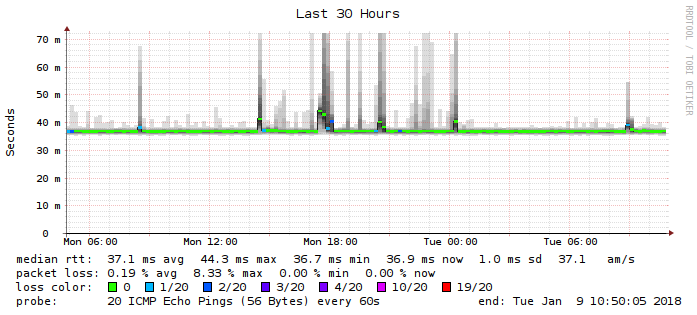 Last 30 Hours
RRDTOOL / TOBI OETIKER
Seconds
70 m
60 m
50 m
40 m
30 m
20 m
10 m
0
Mon 06:00 Mon 12:00 Mon 18:00 Tue 00:00 Tue 06:00
median rtt: 37.1 ms avg 44.3 ms max 36.7 ms min 36.9 ms now 1.0 ms sd 37.1 am/s
packet loss: 0.19 % avg 8.33 % max 0.00 % min 0.00 % now
loss color: 0 1/20 2/20 3/20 4/20 10/20 19/20
probe: 20 ICMP Echo Pings (56 Bytes) every 60s end: Tue Jan 9 10:50:05 2018